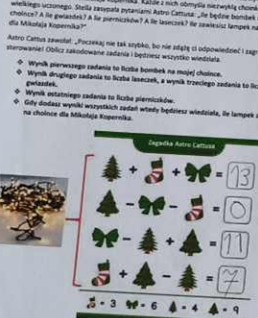 wielkiego uczonego. Stella zasypała pytaniami Astro Cattusa: „Ile będzie bombek
choince? A ile gwiazdek? A ile pierniczków? A ile laseczek? Ile zawiesisz lampek na
dla Mikołaja Kopernika?"
Astro Cattus zawołał: „Poczekaj nie tak szybko, bo nie zdążę ci odpowiedzieć i
sterowanie! Oblicz zakodowane zadania i będziesz wszystko wiedziała.
Wynik pierwszego zadania to liczba bombek na mojej choince.
Wynik drugiego zadania to liczba laseczek, a wynik trzeciego zadania to
gwiazdek.
Wynik ostatniego zadania to liczba pierniczków.
Gdy dodasz wyniki wszystkich zadań wtedy będziesz wiedziała, ile lampek
na choince dla Mikołaja Kopernika.
Zagadka Astro Cattusa
+ + = 13
- - = 0
- + = 11
+ - = 7
= 3 = 6 = 4 = 9